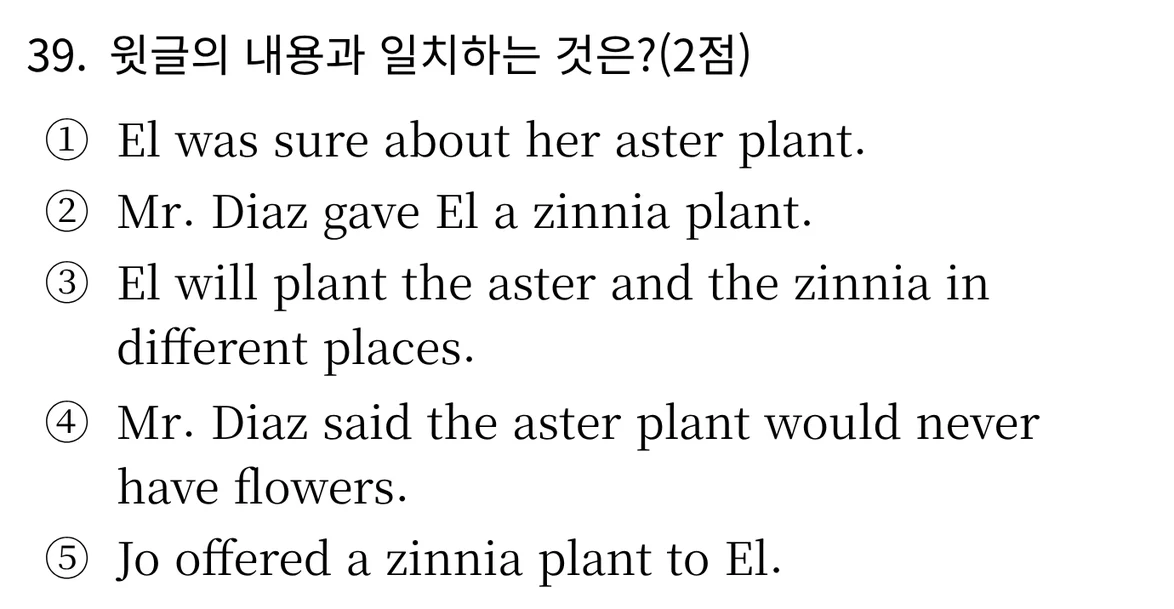 39. 윗글의 내용과 일치하는 것은?(2점)
① El was sure about her aster plant.
② Mr. Diaz gave El a zinnia plant.
③ El will plant the aster and the zinnia in
different places.
④ Mr. Diaz said the aster plant would never
have flowers.
⑤ Jo offered a zinnia plant to El.